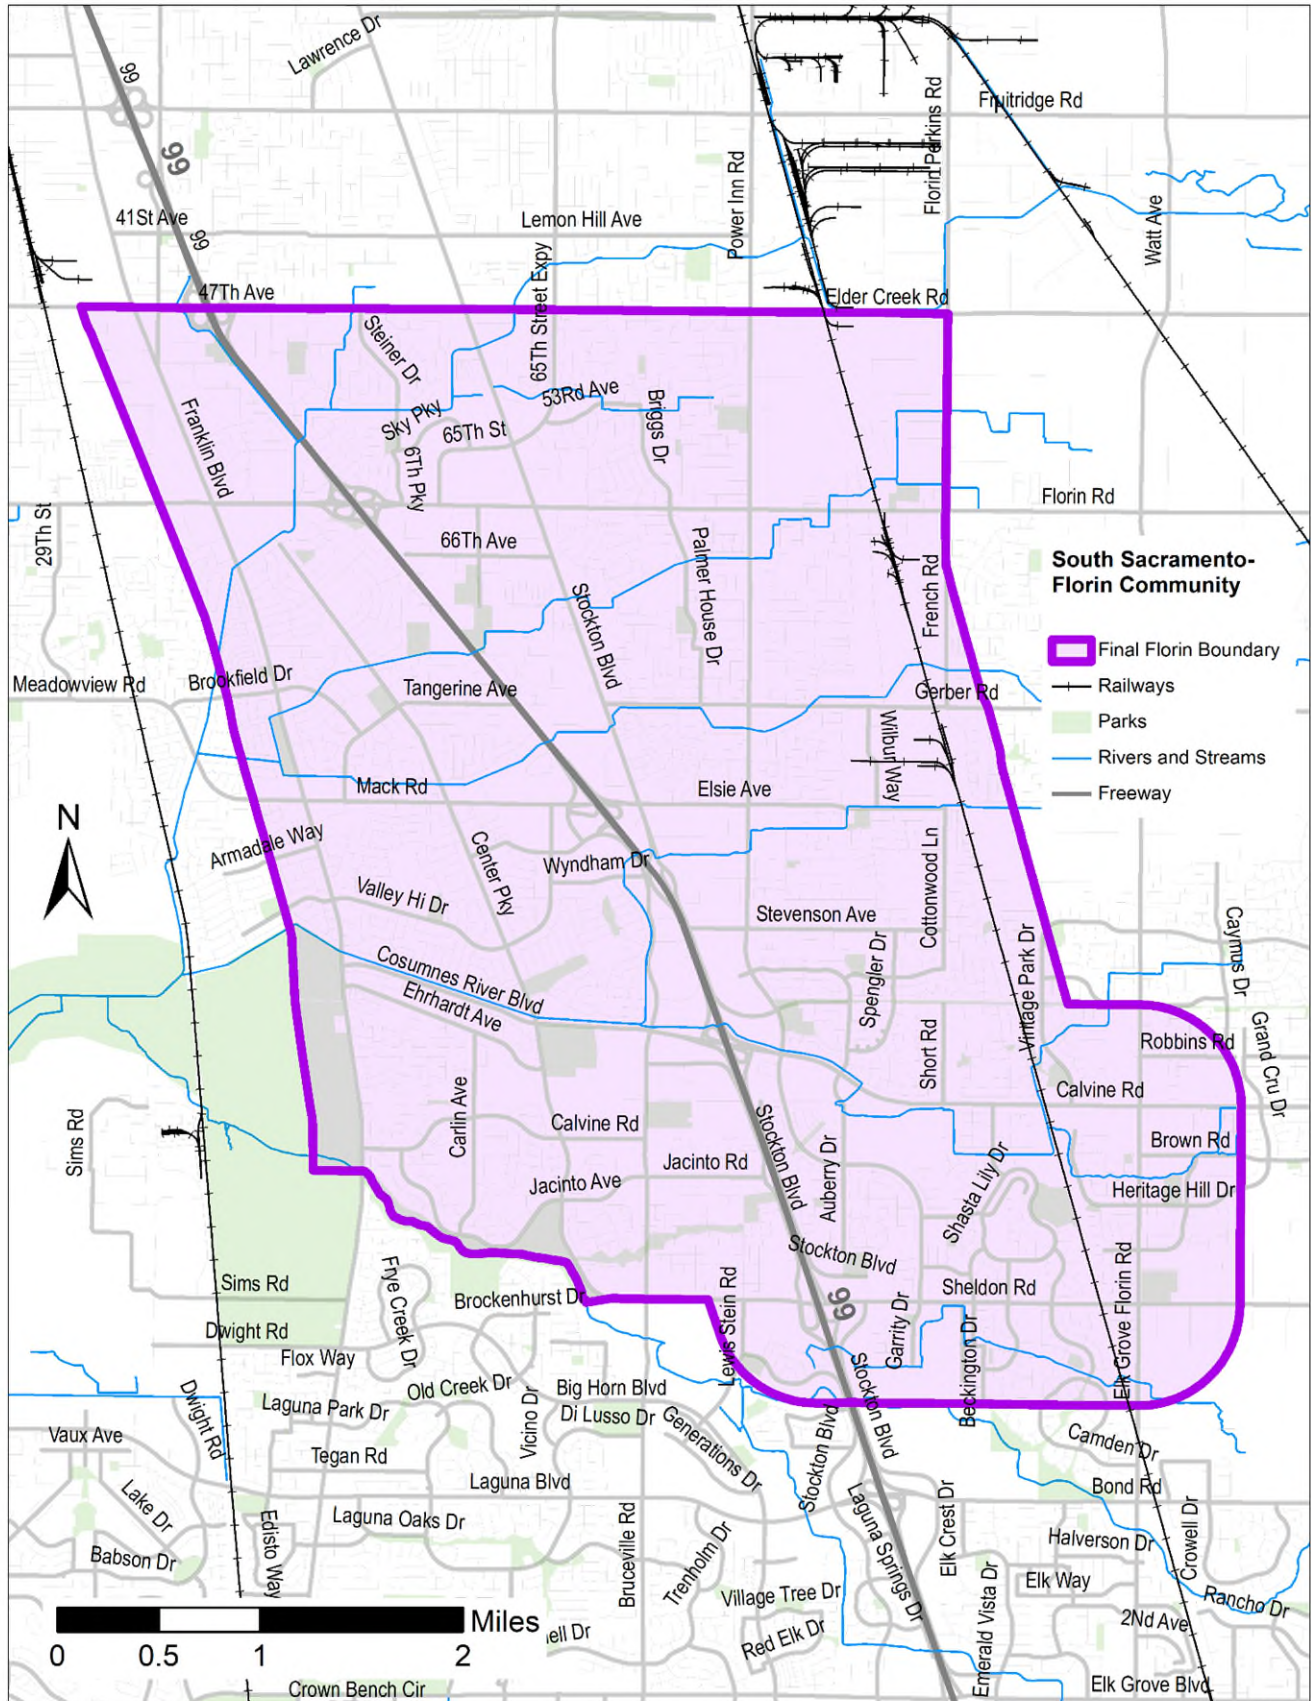 Lawrence Dr
99
Fruitridge Rd
Florin Perkins Rd
99
Power Inn Rd
Watt Ave
41St Ave
Lemon Hill Ave
99
47Th Ave
65Th Street Expy
Elder Creek Rd
Steiner Dr
53Rd Ave
Briggs Dr
Franklin Blvd
Sky Pky
65Th St
6Th Pky
Florin Rd
29Th St
66Th Ave
Palmer House Dr
South Sacramento-
Florin Community
French Rd
Stockton Blvd
Final Florin Boundary
Meadowview Rd
Brookfield Dr
Tangerine Ave
Gerber Rd
Railways
Parks
Wilbur Way
Rivers and Streams
Mack Rd
Elsie Ave
Freeway
N
Armadale Way
Center Pky
Wyndham Dr
Cottonwood Ln
Valley Hi Dr
Stevenson Ave
Caymus Dr
Cosumnes River Blvd
Spengler Dr
Vintage Park Dr
Ehrhardt Ave
Short Rd
Robbins Rd
Grand Cru Dr
Calvine Rd
Sims Rd
Carlin Ave
Calvine Rd
Stockton Blvd
Brown Rd
Jacinto Rd
Auberry Dr
Shasta Lily Dr
Jacinto Ave
Heritage Hill Dr
Stockton Blvd
Sims Rd
Frye Creek Dr
Brockenhurst Dr
Lewis Stein Rd
99
Sheldon Rd
Elk Grove Florin Rd
Garrity Dr
Beckington Dr
Dwight Rd
Flox Way
Old Creek Dr
Big Horn Blvd
Stockton Blvd
Dwight Rd
Laguna Park Dr
Vicino Dr
Di Lusso Dr
Generations Dr
Stockton Blvd
Vaux Ave
Tegan Rd
Camden Dr
Laguna Blvd
Bond Rd
Lake Dr
Laguna Oaks Dr
Bruceville Rd
Laguna Springs Dr
Elk Crest Dr
Crowell Dr
Edisto Way
Trenholm Dr
Halverson Dr
Babson Dr
Village Tree Dr
Emerald Vista Dr
Elk Way
Rancho Dr
2Nd Ave
Miles
0 0.5 1 2
ell Dr
Red Elk Dr
Crown Bench Cir
Elk Grove Blvd